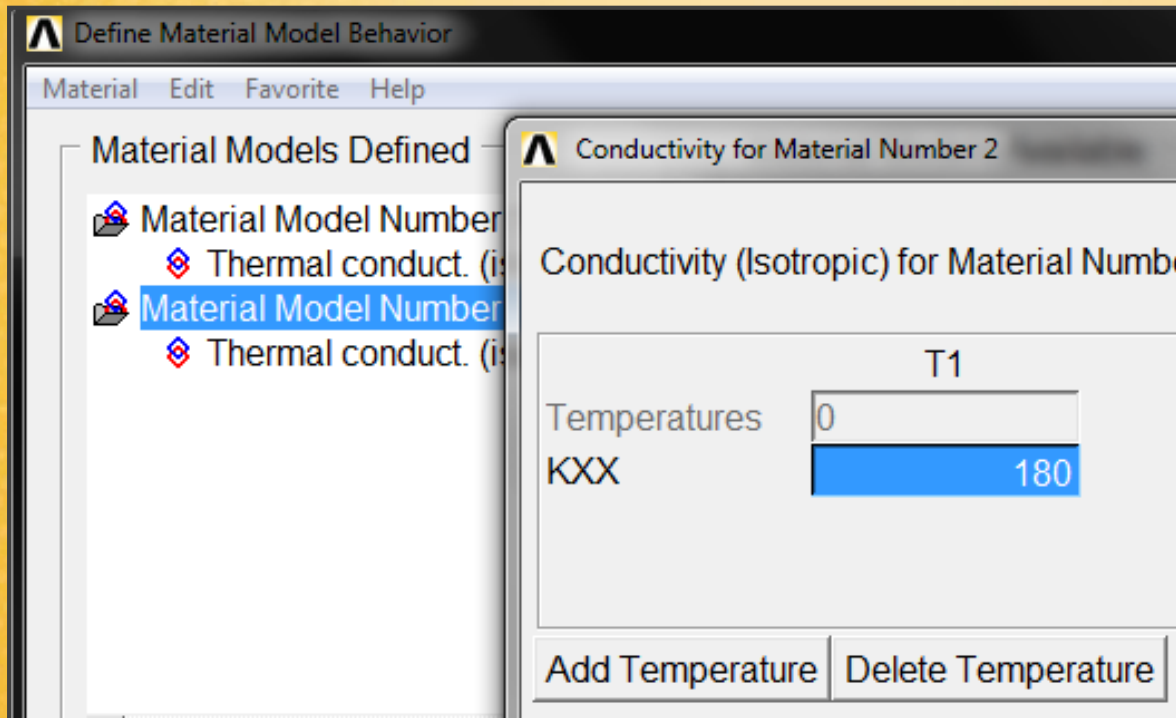 Define Material Model Behavior
Material Edit Favorite Help
Material Models Defined
Material Model Number
Thermal conduct. (is
Material Model Number
Thermal conduct. (is
Conductivity for Material Number 2
Conductivity (Isotropic) for Material Numbe
T1
Temperatures 0
KXX 180
Add Temperature Delete Temperature